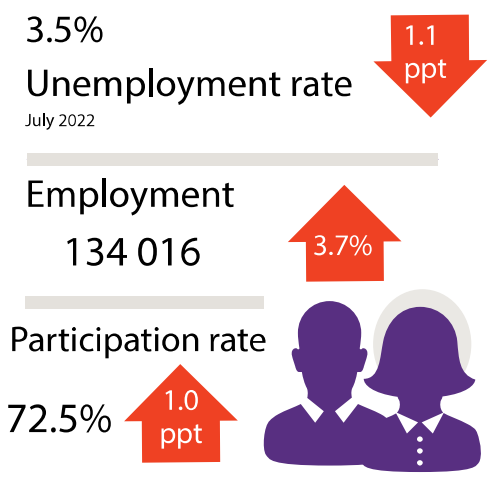 3.5%
1.1
ppt
Unemployment rate
July 2022
Employment
134 016
3.7%
Participation rate
72.5%
1.0
ppt